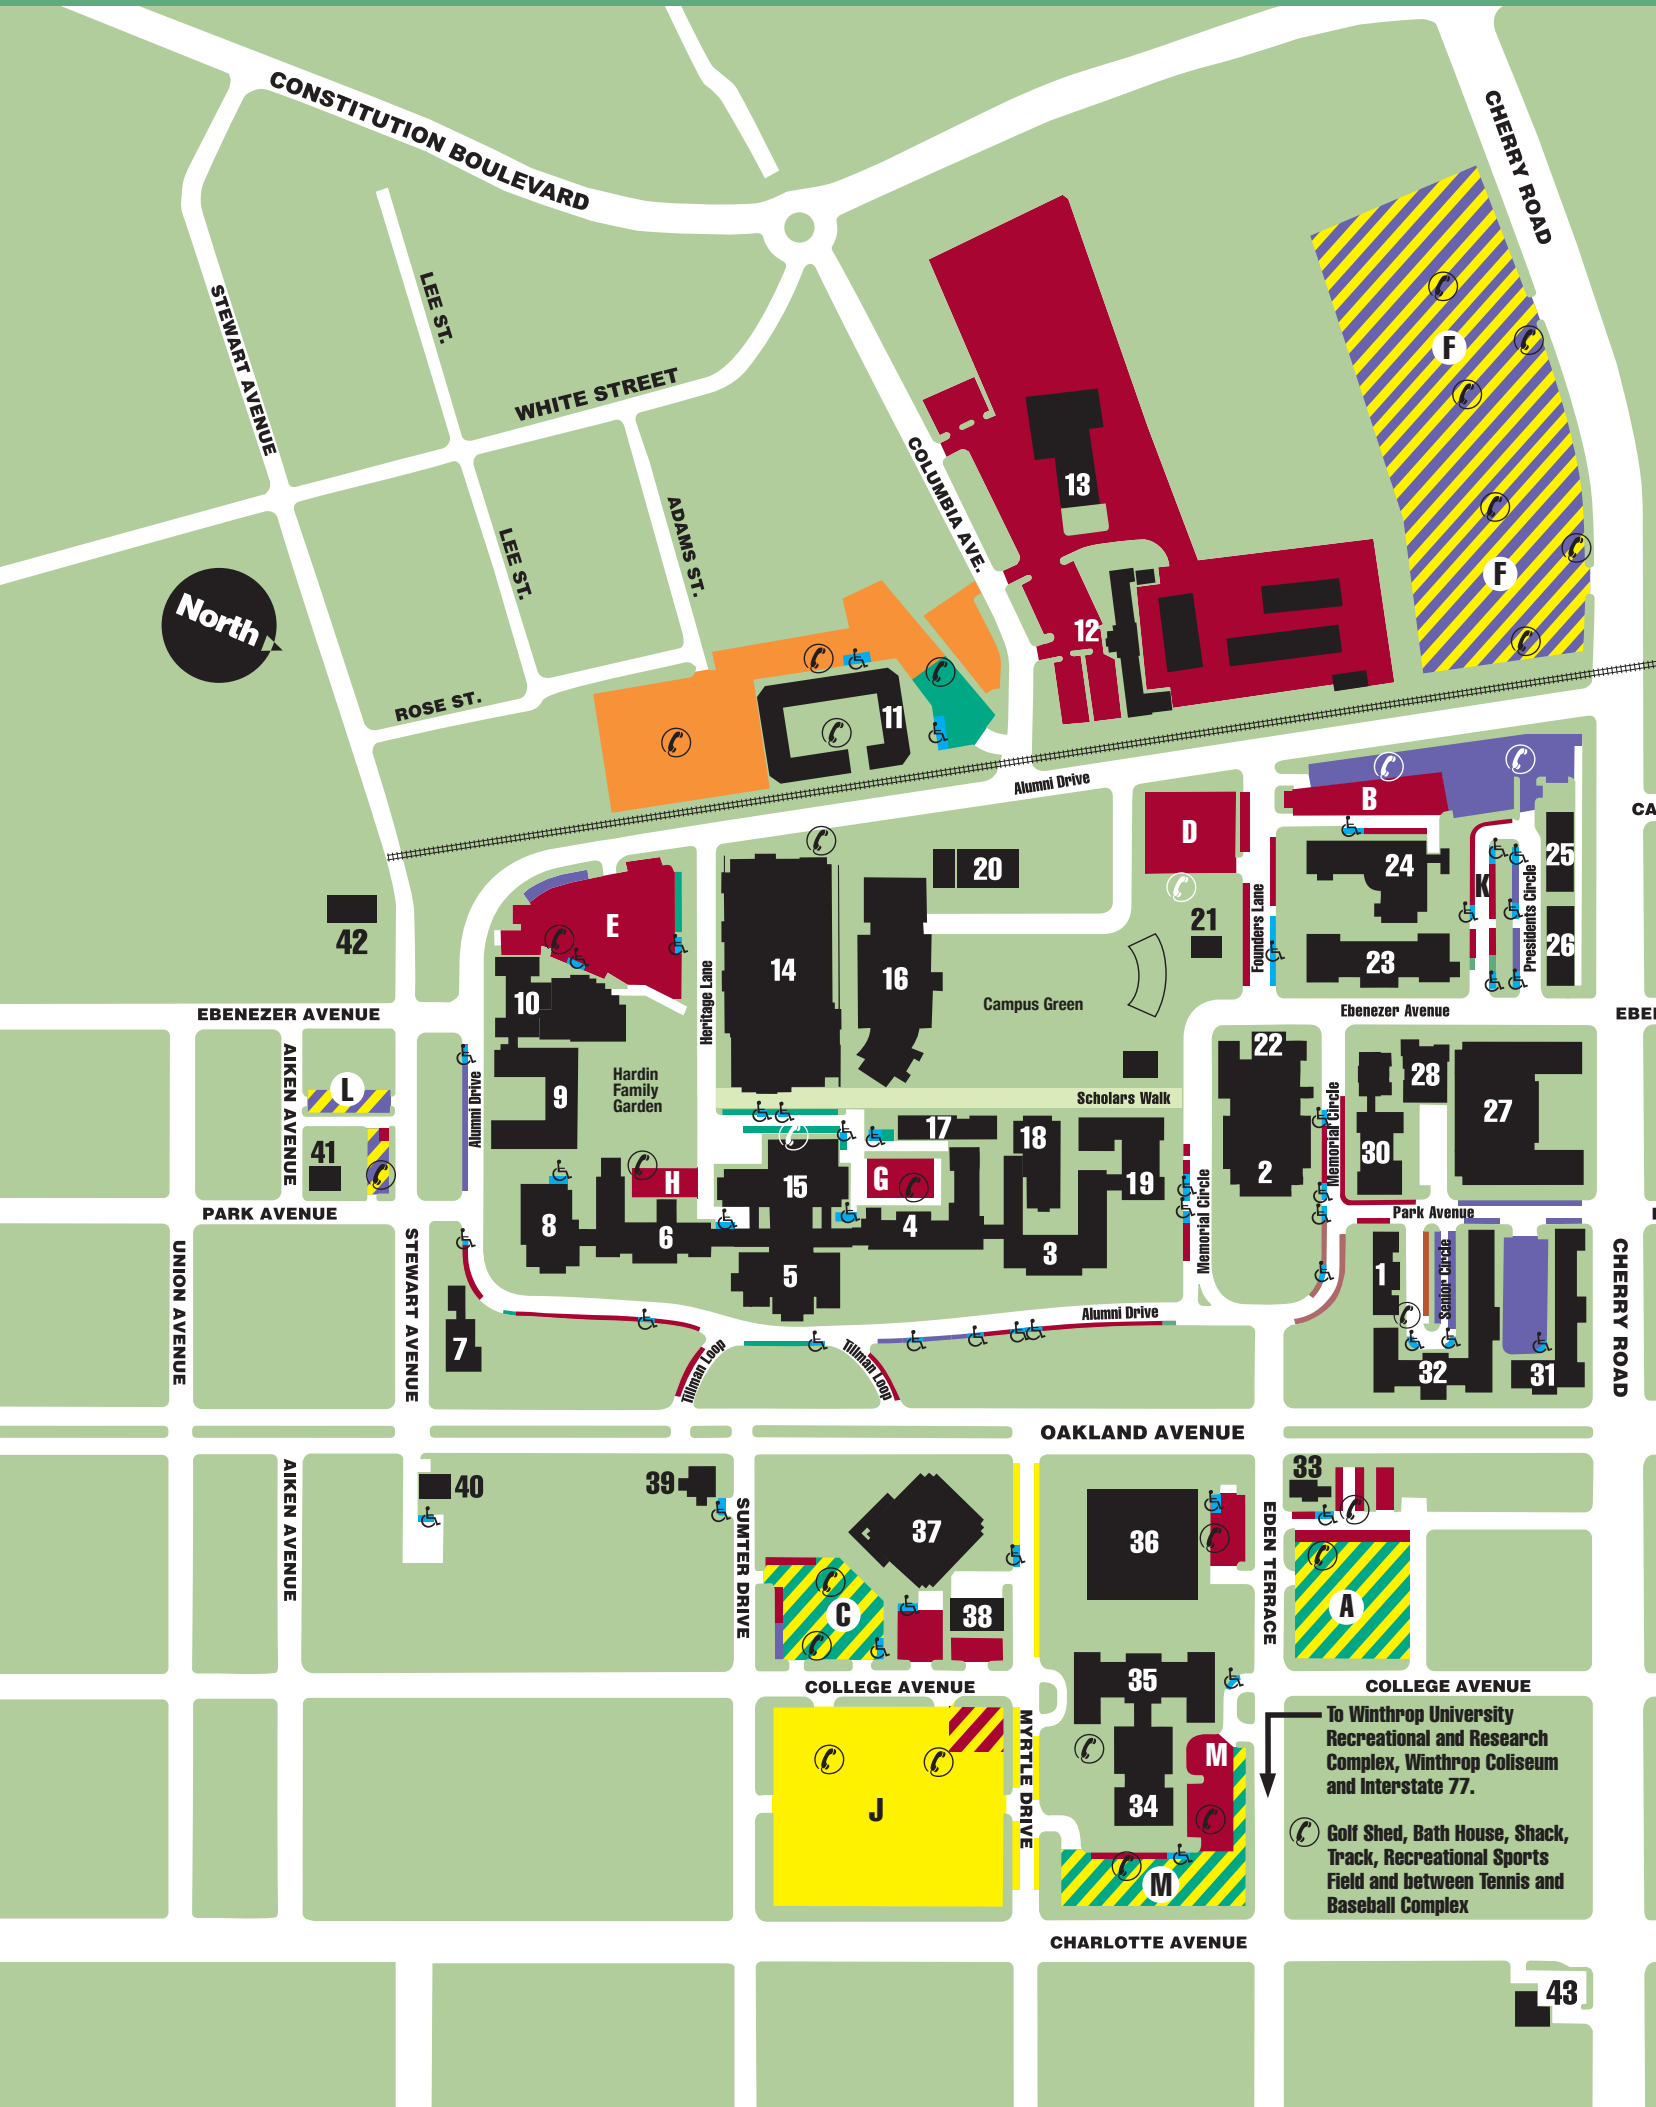 CONSTITUTION BOULEVARD
CHERRY ROAD
STEWART AVENUE
LEE ST.
WHITE STREET
F
COLUMBIA AVE.
13
ADAMS ST.
LEE ST.
F
North
12
ROSE ST.
11
Alumni Drive
B
CA
D
20
24
25
K
E
21
Founders Lane
Presidents Circle
42
14
16
23
26
10
Heritage Lane
Campus Green
EBENEZER AVENUE
Ebenezer Avenue
EBE
AIKEN AVENUE
22
L
Alumni Drive
9
Hardin
Family
Garden
Scholars Walk
28
27
Memorial Circle
17
18
41
30
H
15
G
19
2
Memorial Circle
PARK AVENUE
Park Avenue
8
6
4
3
5
1
Senior Circle
UNION AVENUE
STEWART AVENUE
CHERRY ROAD
Alumni Drive
7
Tillman Loop
Tillman Loop
32
31
OAKLAND AVENUE
AIKEN AVENUE
40
39
SUMTER DRIVE
33
37
36
EDEN TERRACE
C
38
A
35
COLLEGE AVENUE
COLLEGE AVENUE
To Winthrop University
Recreational and Research
Complex, Winthrop Coliseum
and Interstate 77.
MYRTLE DRIVE
M
J
34
Golf Shed, Bath House, Shack,
Track, Recreational Sports
Field and between Tennis and
Baseball Complex
M
CHARLOTTE AVENUE
43